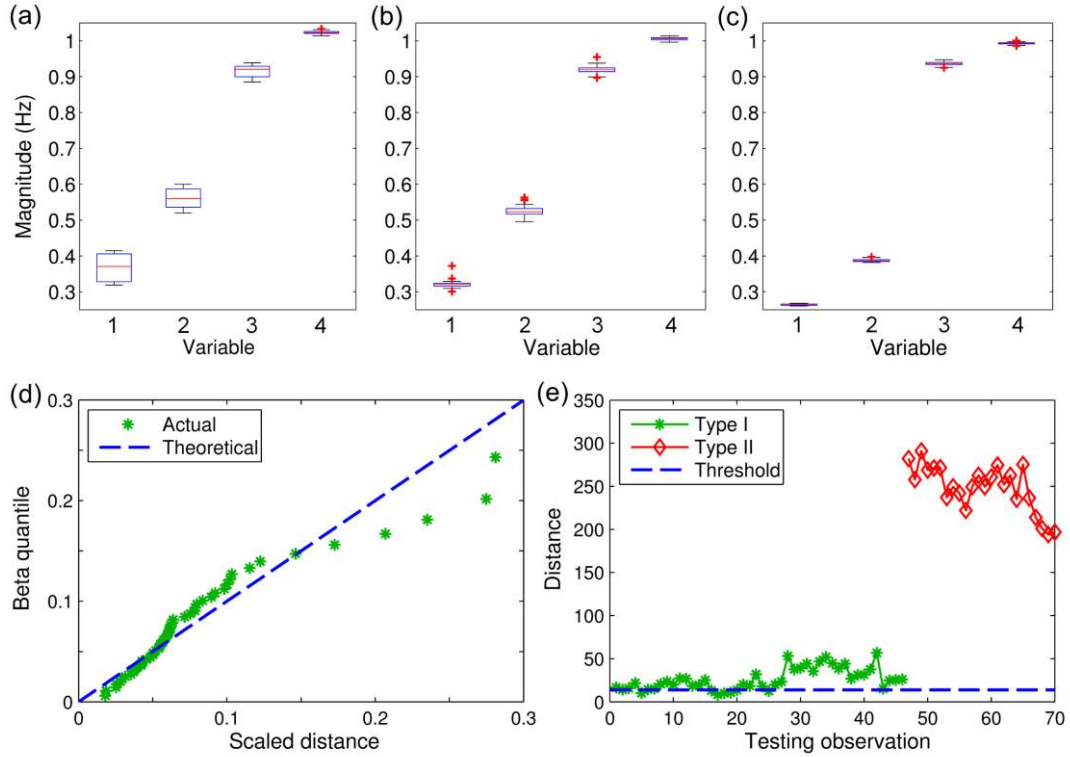 (a)
(b)
(c)
Magnitude (Hz)
1
0.9
0.8
0.7
0.6
0.5
0.4
0.3
1 2 3 4
Variable
1
0.9
0.8
0.7
0.6
0.5
0.4
0.3
1 2 3 4
Variable
1
0.9
0.8
0.7
0.6
0.5
0.4
0.3
1 2 3 4
Variable
(d)
Beta quantile
0.3
0.2
0.1
0
Actual
Theoretical
0 0.1 0.2 0.3
Scaled distance
(e)
Distance
350
300
250
200
150
100
50
0
Type I
Type II
Threshold
0 10 20 30 40 50 60 70
Testing observation